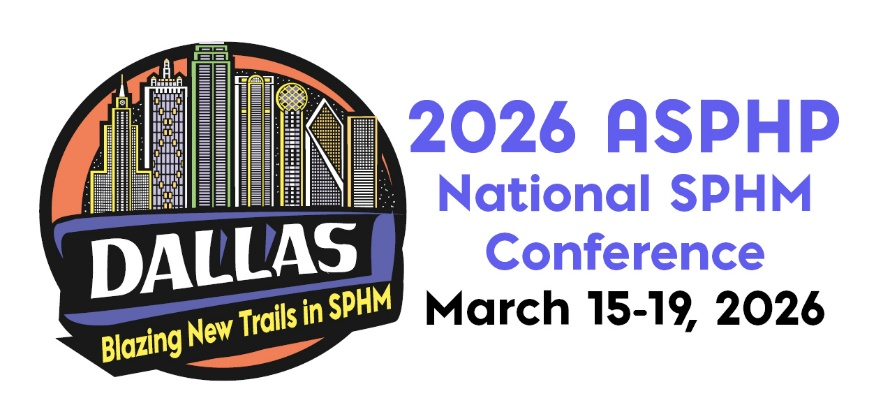 DALLAS
Blazing New Trails in SPHM
2026 ASPHP
National SPHM
Conference
March 15-19, 2026